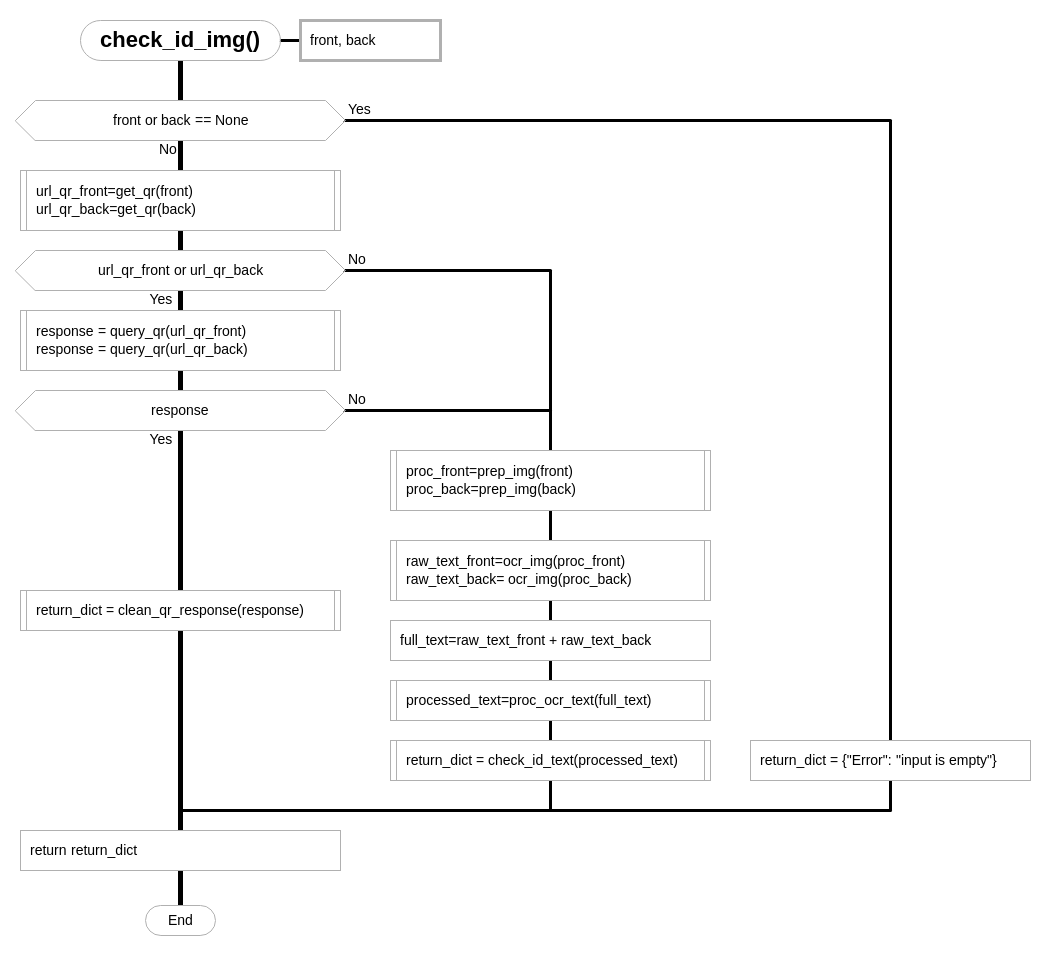 check_id_img()
front, back
front or back == None
Yes
No
url_qr_front=get_qr(front)
url_qr_back=get_qr(back)
url_qr_front or url_qr_back
No
Yes
response = query_qr(url_qr_front)
response = query_qr(url_qr_back)
response
No
Yes
proc_front=prep_img(front)
proc_back=prep_img(back)
raw_text_front=ocr_img(proc_front)
raw_text_back= ocr_img(proc_back)
return_dict = clean_qr_response(response)
full_text=raw_text_front + raw_text_back
processed_text=proc_ocr_text(full_text)
return_dict = check_id_text(processed_text)
return_dict = {"Error": "input is empty"}
return return_dict
End